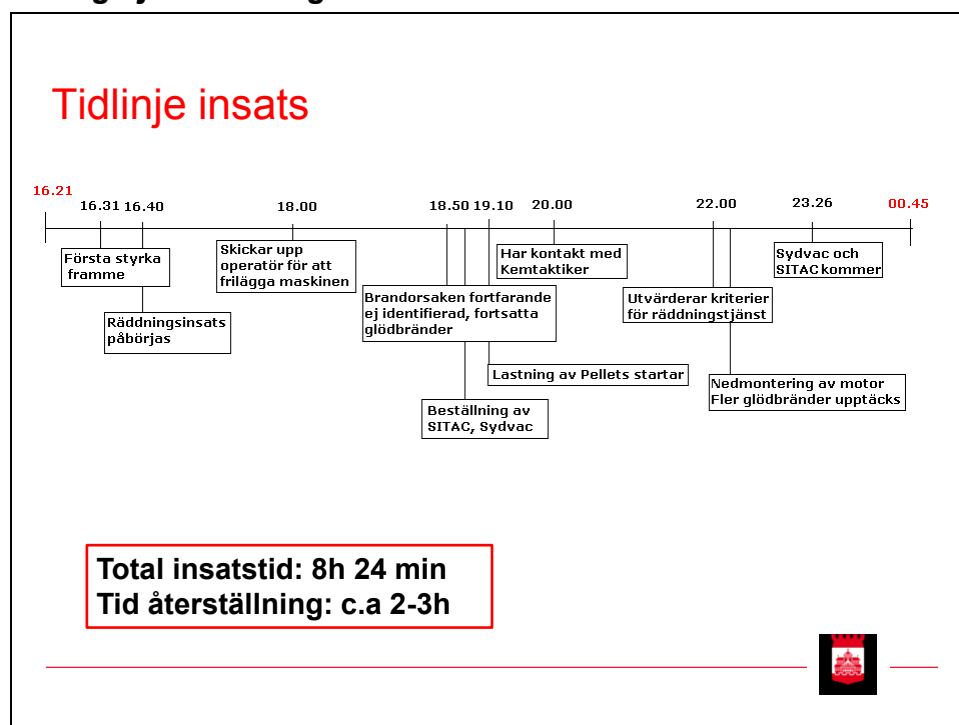 Tidlinje insats
16.21
16.31 16.40
18.00
18.50 19.10
20.00
22.00
23.26
00.45
Första styrka
framme
Räddningsinsats
påbörjas
Skickar upp
operatör för att
frilägga maskinen
Brandorsaken fortfarande
ej identifierad, fortsatta
glödbränder
Beställning av
SITAC, Sydvac
Lastning av Pellets startar
Har kontakt med
Kemtaktiker
Utvärderar kriterier
för räddningstjänst
Nedmontering av motor
Fler glödbränder upptäcks
Sydvac och
SITAC kommer
Total insatstid: 8h 24 min
Tid återställning: c.a 2-3h